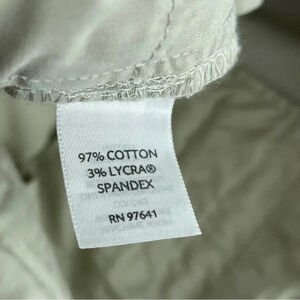 97% COTTON
3% LYCRA®
SPANDEX
RN 97641